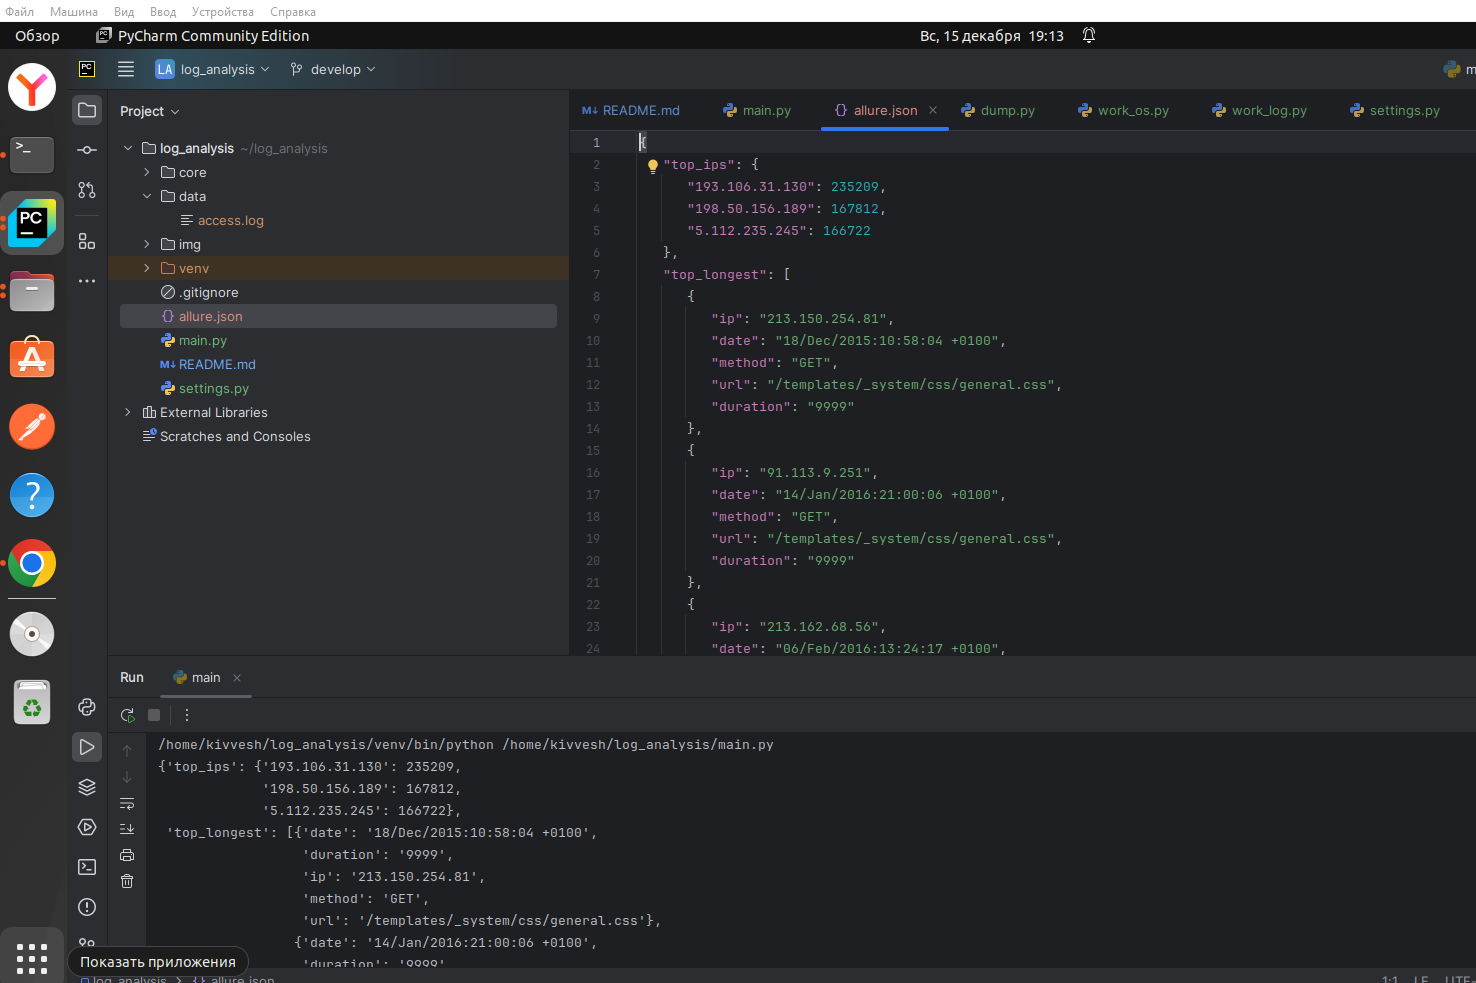 Файл Машина Вид Ввод Устройства Справка
Обзор PyCharm Community Edition Вс, 15 декабря 19:13
PC LA log_analysis develop m
Project
README.md main.py allure.json dump.py work_os.py work_log.py settings.py
log_analysis ~/log_analysis
core
data
access.log
img
venv
.gitignore
allure.json
main.py
README.md
settings.py
External Libraries
Scratches and Consoles
1 {
2 "top_ips": {
3 "193.106.31.130": 235209,
4 "198.50.156.189": 167812,
5 "5.112.235.245": 166722
6 },
7 "top_longest": [
8 {
9 "ip": "213.150.254.81",
10 "date": "18/Dec/2015:10:58:04 +0100",
11 "method": "GET",
12 "url": "/templates/_system/css/general.css",
13 "duration": "9999"
14 },
15 {
16 "ip": "91.113.9.251",
17 "date": "14/Jan/2016:21:00:06 +0100",
18 "method": "GET",
19 "url": "/templates/_system/css/general.css",
20 "duration": "9999"
21 },
22 {
23 "ip": "213.162.68.56",
24 "date": "06/Feb/2016:13:24:17 +0100",
Run main
/home/kivvesh/log_analysis/venv/bin/python /home/kivvesh/log_analysis/main.py
{'top_ips': {'193.106.31.130': 235209,
'198.50.156.189': 167812,
'5.112.235.245': 166722},
'top_longest': [{'date': '18/Dec/2015:10:58:04 +0100',
'duration': '9999',
'ip': '213.150.254.81',
'method': 'GET',
'url': '/templates/_system/css/general.css'},
{'date': '14/Jan/2016:21:00:06 +0100',
'duration': '9999'
Показать приложения
log_analysis allure.json 1:1 LF UTF-